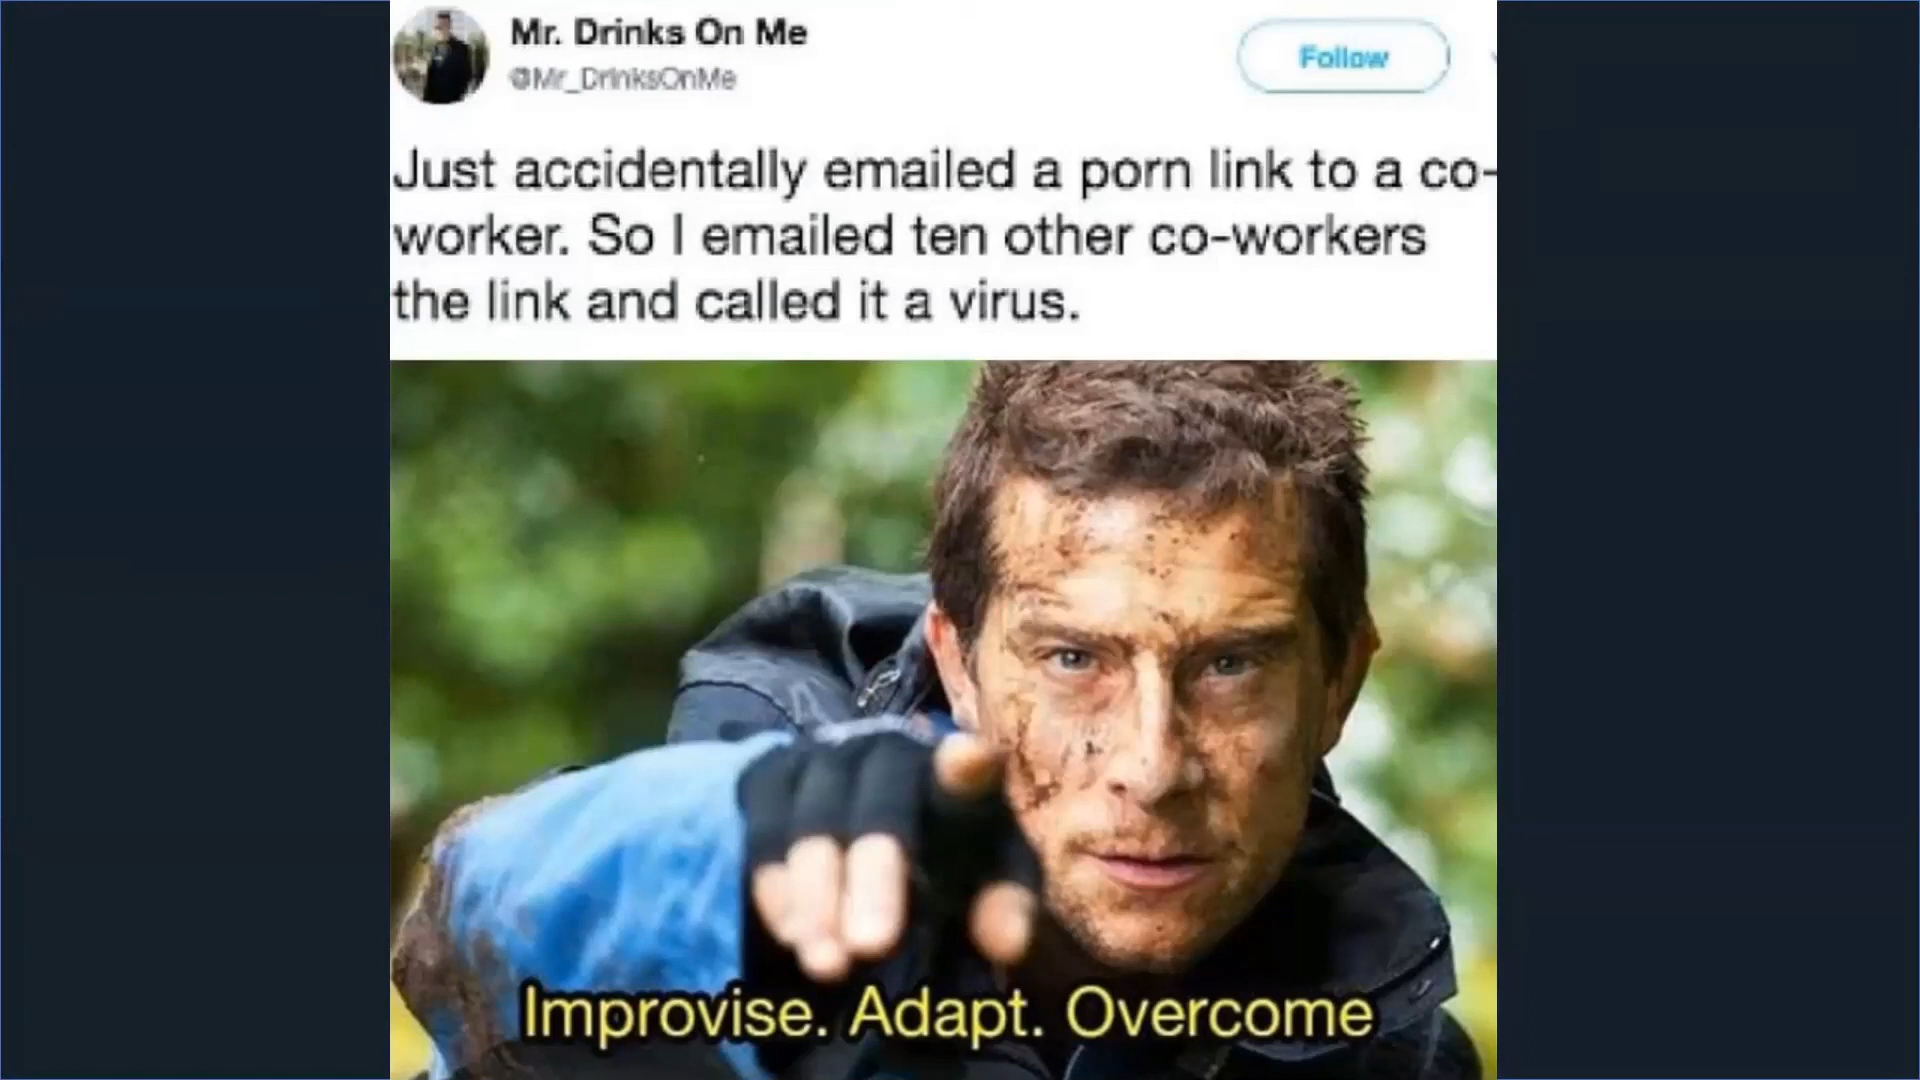 Mr. Drinks On Me
@Mr_DrinksOnMe
Follow
Just accidentally emailed a porn link to a co-
worker. So I emailed ten other co-workers
the link and called it a virus.
Improvise. Adapt. Overcome